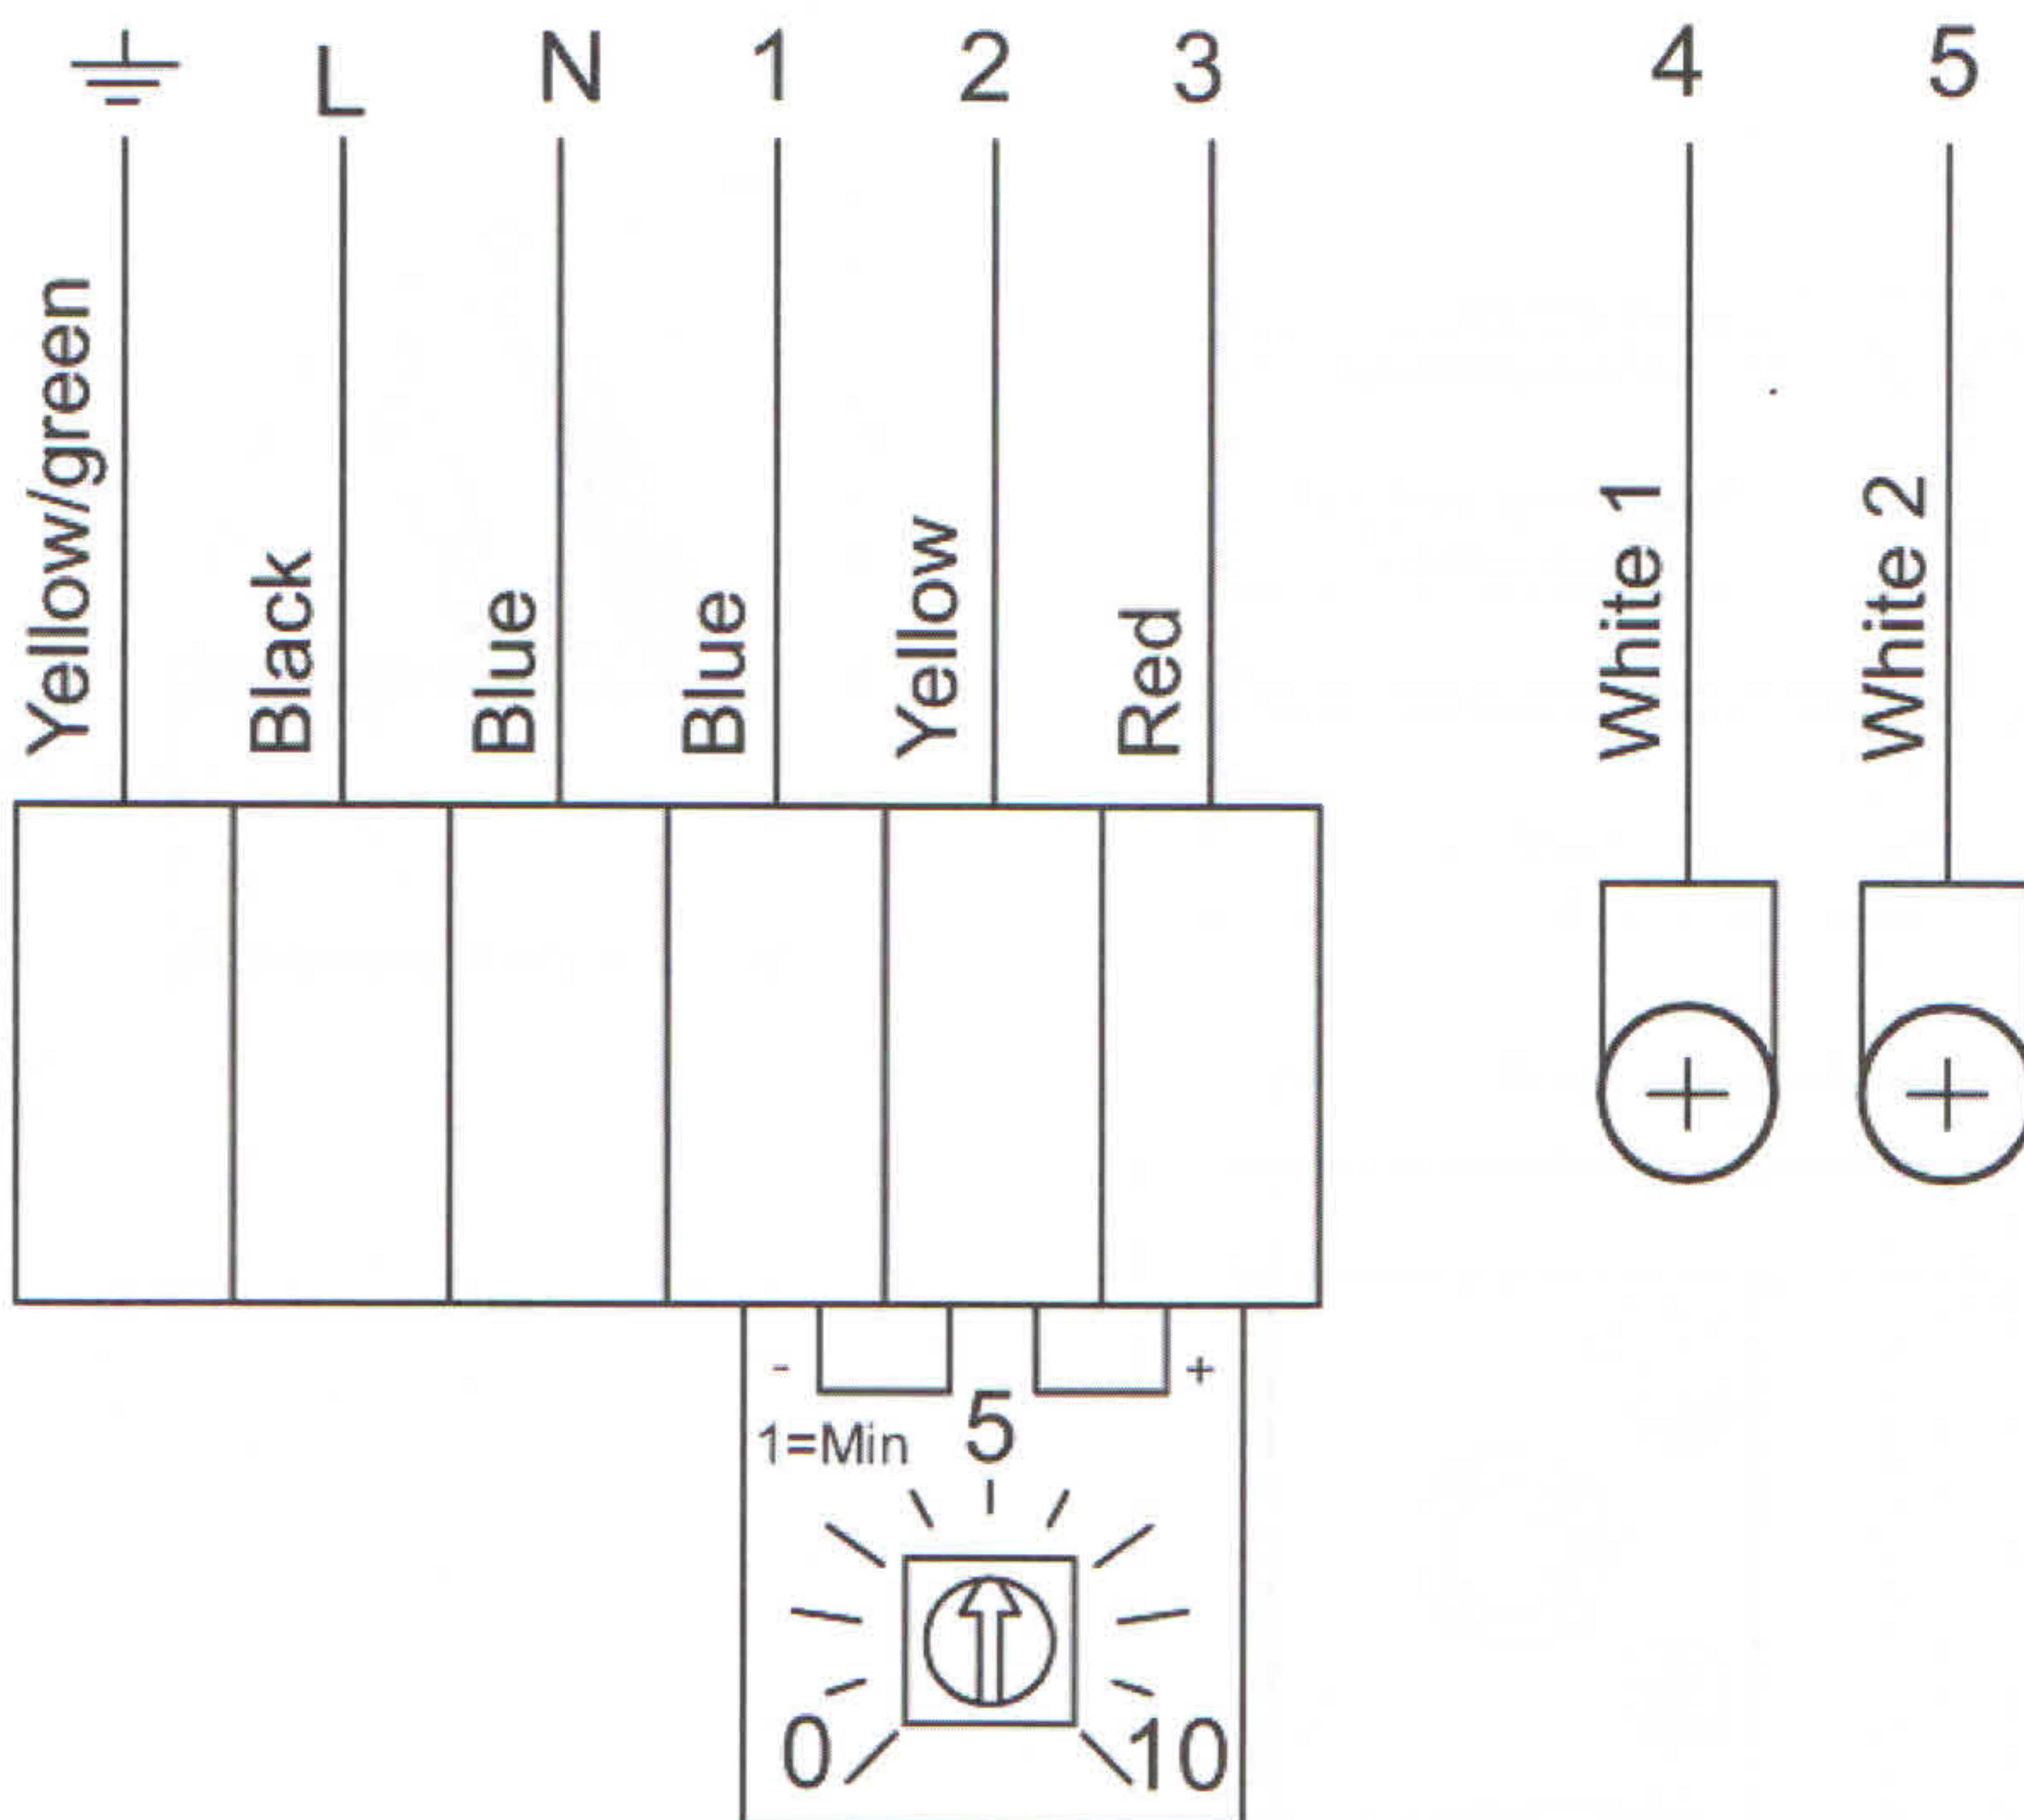 L N 1 2 3 4 5
Yellow/green
Black
Blue
Blue
Yellow
Red
White 1
White 2
- +
1=Min 5
0 10